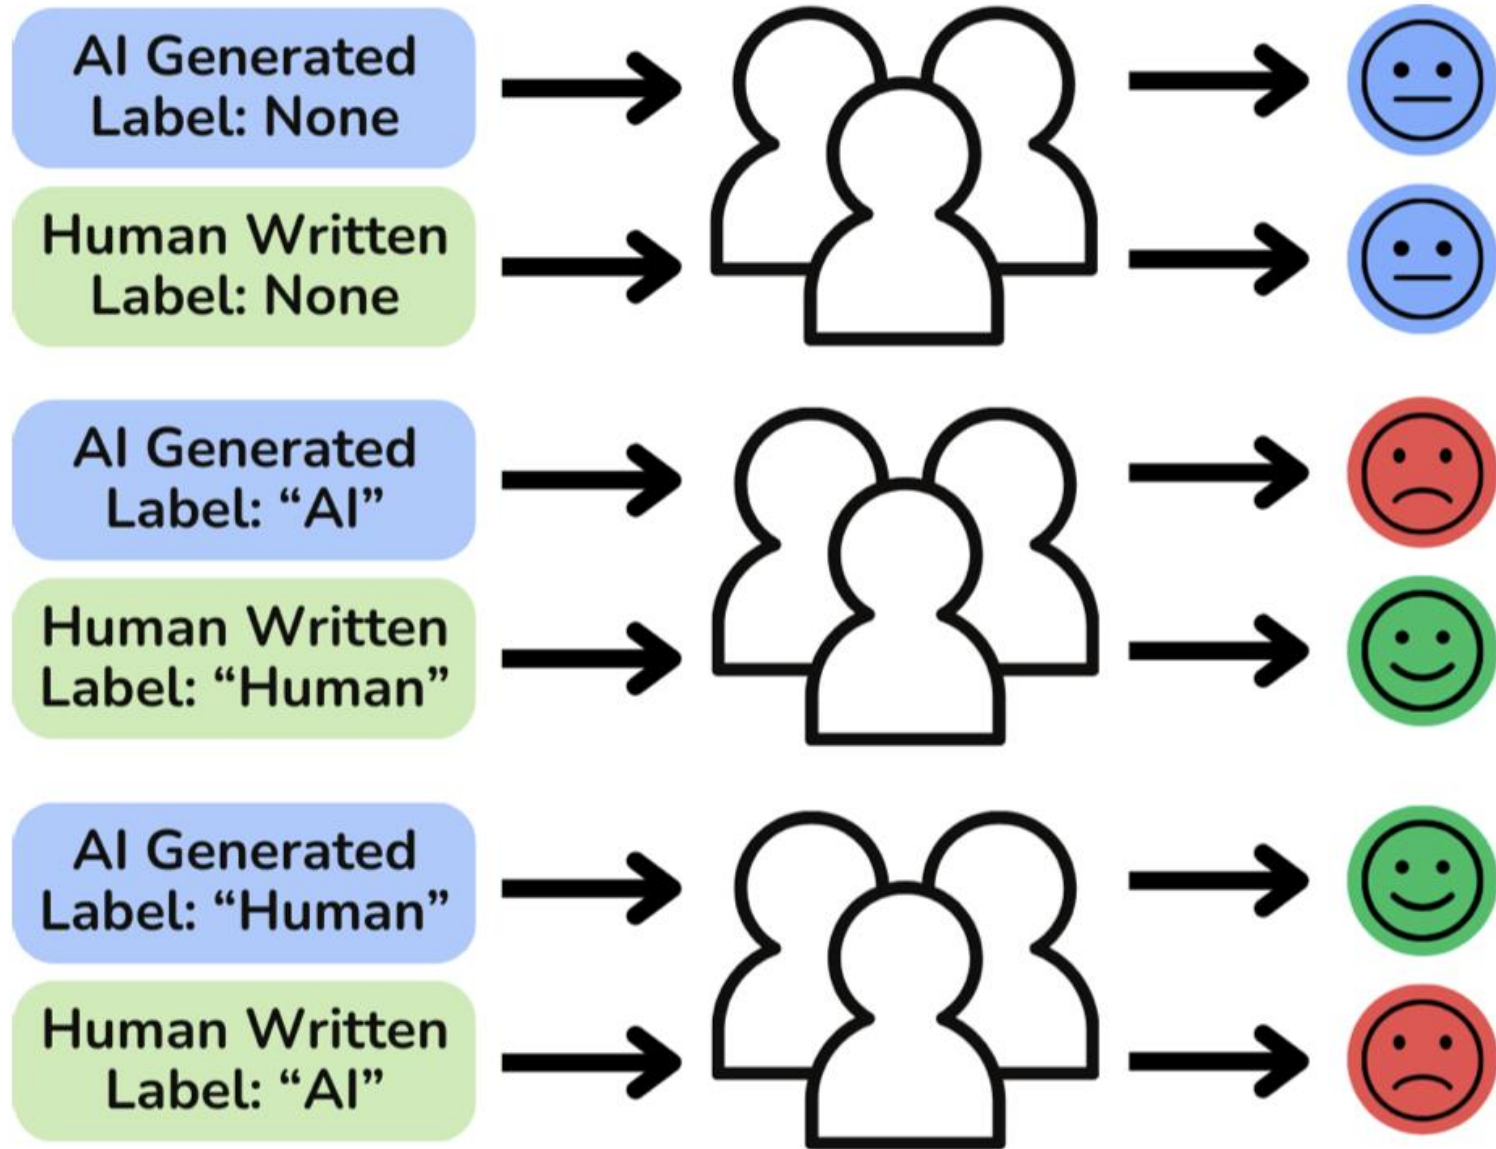 AI Generated
Label: None
Human Written
Label: None
AI Generated
Label: “AI”
Human Written
Label: “Human”
AI Generated
Label: “Human”
Human Written
Label: “AI”